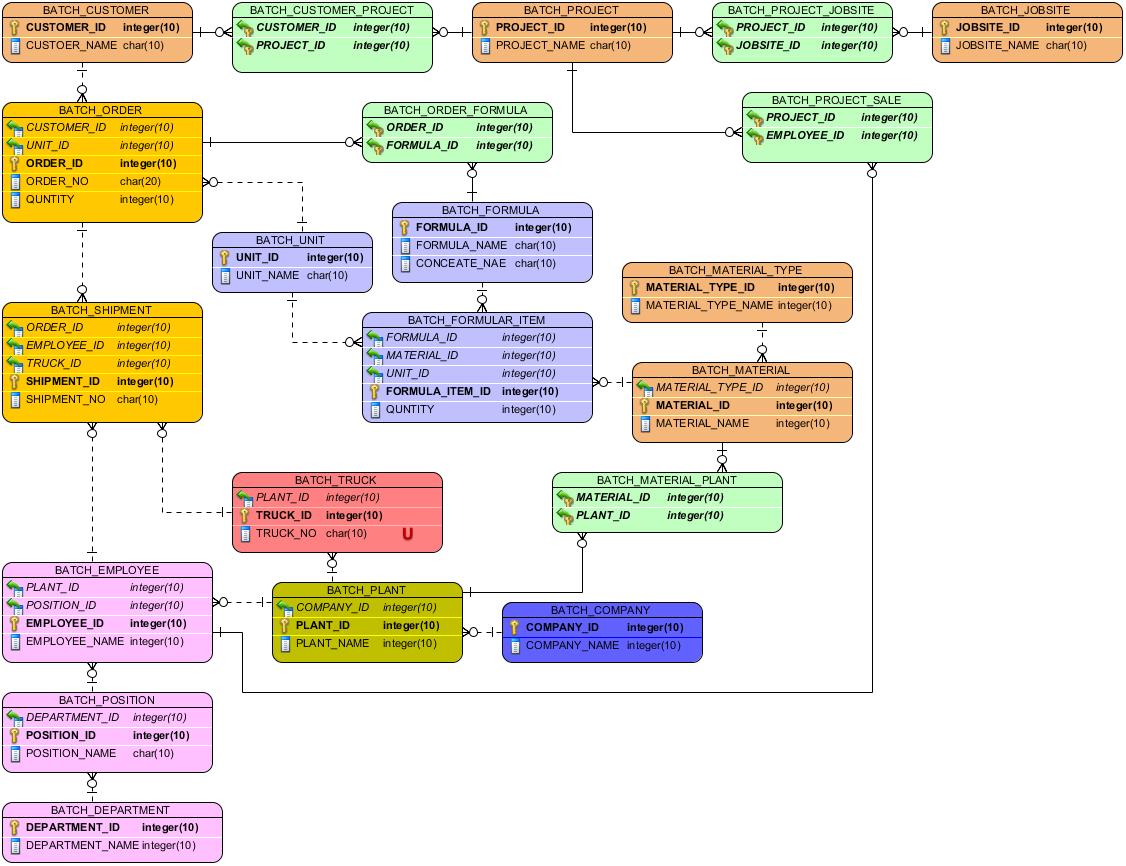 BATCH_CUSTOMER
CUSTOMER_ID integer(10)
CUSTOER_NAME char(10)
BATCH_CUSTOMER_PROJECT
CUSTOMER_ID integer(10)
PROJECT_ID integer(10)
BATCH_PROJECT
PROJECT_ID integer(10)
PROJECT_NAME char(10)
BATCH_PROJECT_JOBSITE
PROJECT_ID integer(10)
JOBSITE_ID integer(10)
BATCH_JOBSITE
JOBSITE_ID integer(10)
JOBSITE_NAME char(10)
BATCH_ORDER
CUSTOMER_ID integer(10)
UNIT_ID integer(10)
ORDER_ID integer(10)
ORDER_NO char(20)
QUNTITY integer(10)
BATCH_ORDER_FORMULA
ORDER_ID integer(10)
FORMULA_ID integer(10)
BATCH_PROJECT_SALE
PROJECT_ID integer(10)
EMPLOYEE_ID integer(10)
BATCH_FORMULA
FORMULA_ID integer(10)
FORMULA_NAME char(10)
CONCEATE_NAE char(10)
BATCH_UNIT
UNIT_ID integer(10)
UNIT_NAME char(10)
BATCH_MATERIAL_TYPE
MATERIAL_TYPE_ID integer(10)
MATERIAL_TYPE_NAME integer(10)
BATCH_SHIPMENT
ORDER_ID integer(10)
EMPLOYEE_ID integer(10)
TRUCK_ID integer(10)
SHIPMENT_ID integer(10)
SHIPMENT_NO char(10)
BATCH_FORMULAR_ITEM
FORMULA_ID integer(10)
MATERIAL_ID integer(10)
UNIT_ID integer(10)
FORMULA_ITEM_ID integer(10)
QUNTITY integer(10)
BATCH_MATERIAL
MATERIAL_TYPE_ID integer(10)
MATERIAL_ID integer(10)
MATERIAL_NAME integer(10)
BATCH_TRUCK
PLANT_ID integer(10)
TRUCK_ID integer(10)
TRUCK_NO char(10) U
BATCH_MATERIAL_PLANT
MATERIAL_ID integer(10)
PLANT_ID integer(10)
BATCH_EMPLOYEE
PLANT_ID integer(10)
POSITION_ID integer(10)
EMPLOYEE_ID integer(10)
EMPLOYEE_NAME integer(10)
BATCH_PLANT
COMPANY_ID integer(10)
PLANT_ID integer(10)
PLANT_NAME integer(10)
BATCH_COMPANY
COMPANY_ID integer(10)
COMPANY_NAME integer(10)
BATCH_POSITION
DEPARTMENT_ID integer(10)
POSITION_ID integer(10)
POSITION_NAME char(10)
BATCH_DEPARTMENT
DEPARTMENT_ID integer(10)
DEPARTMENT_NAME integer(10)